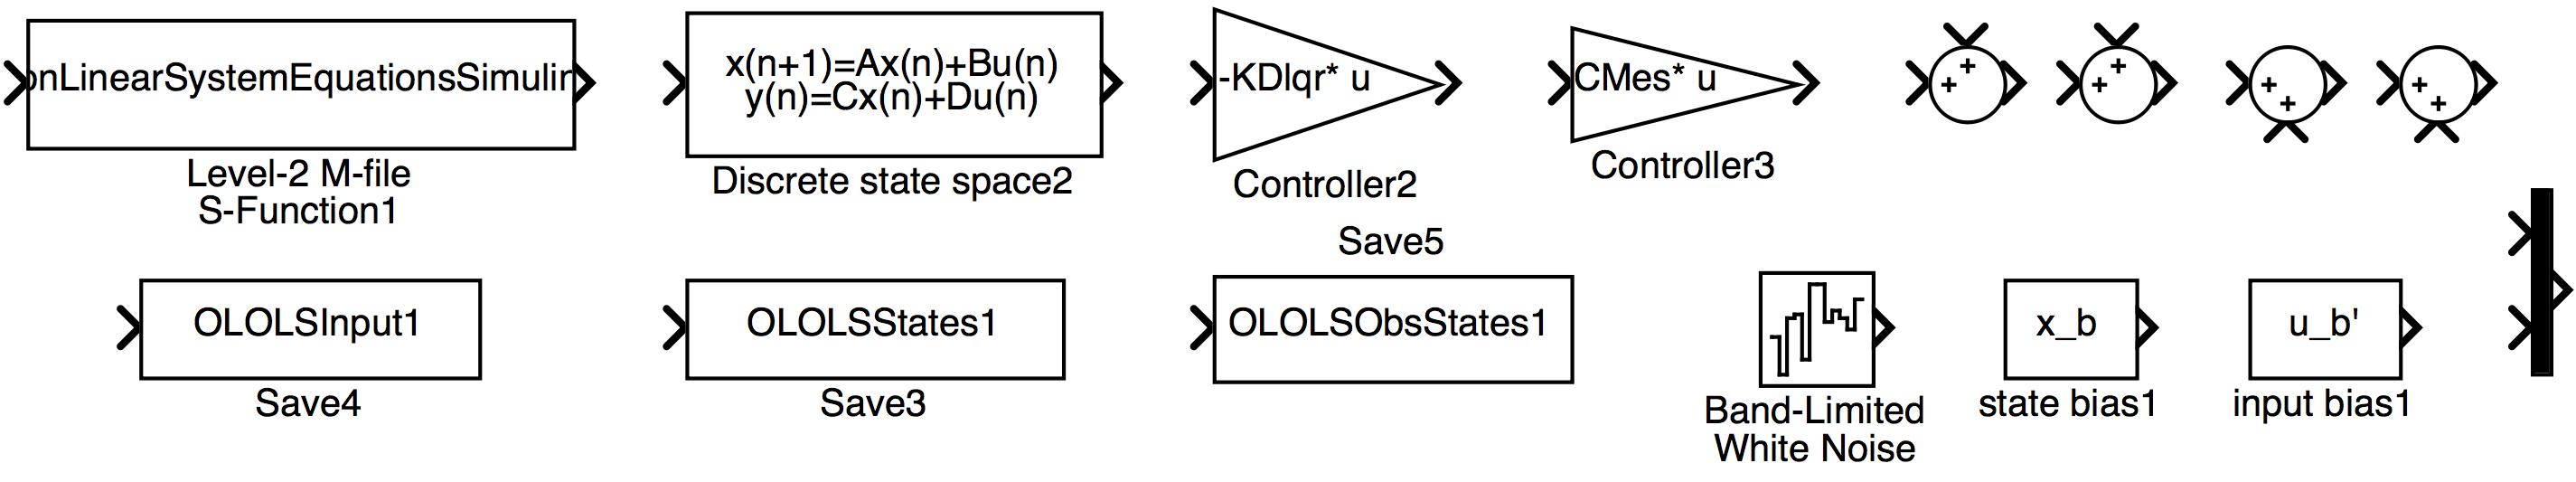 onLinearSystemEquationsSimulin
Level-2 M-file
S-Function1
x(n+1)=Ax(n)+Bu(n)
y(n)=Cx(n)+Du(n)
Discrete state space2
-KDlqr* u
Controller2
CMes* u
Controller3
+ +
+ +
+ +
+ +
OLOLSInput1
Save4
OLOLSStates1
Save3
Save5
OLOLSObsStates1
Band-Limited
White Noise
x_b
state bias1
u_b'
input bias1